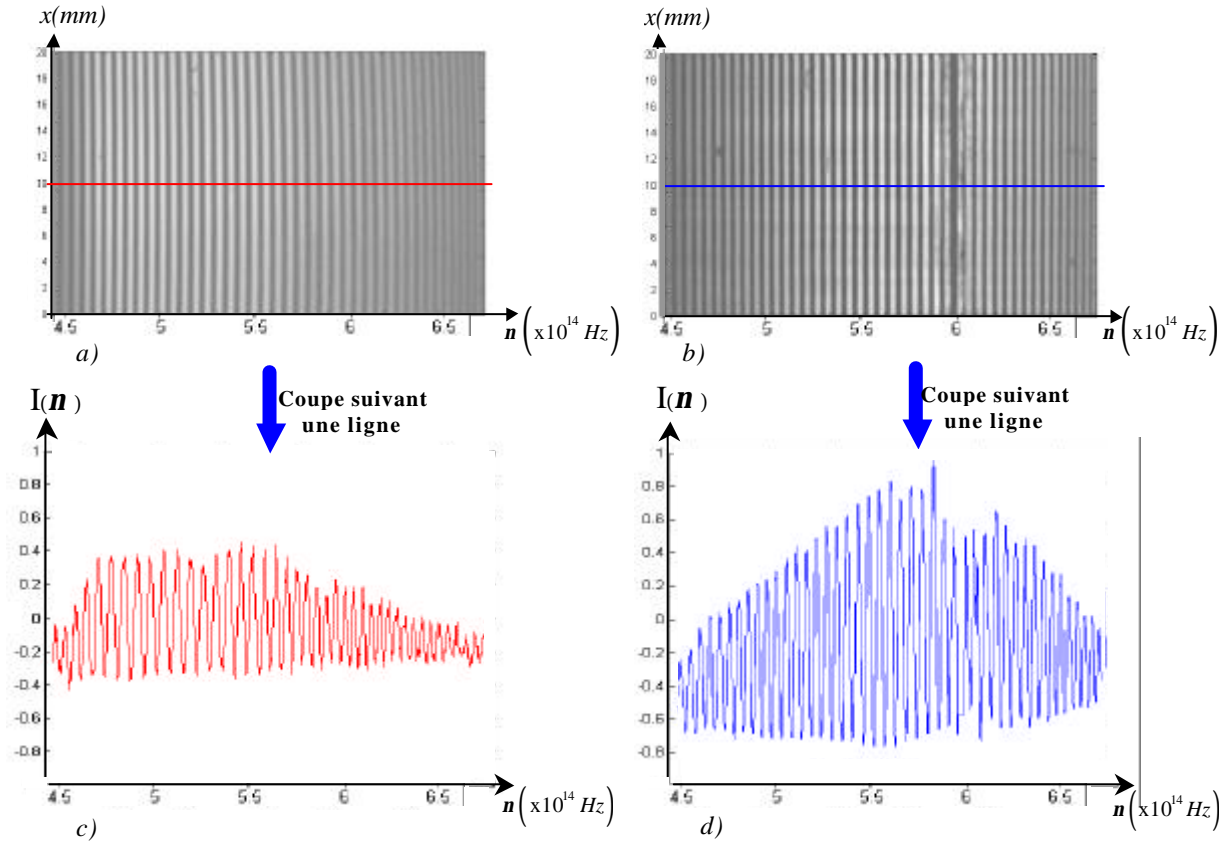 x(mm)
20
18
16
14
12
10
8
6
4
2
0
4.5 5 5.5 6 6.5
n (x10^14 Hz)
a)
x(mm)
20
18
16
14
12
10
8
6
4
2
0
4.5 5 5.5 6 6.5
n (x10^14 Hz)
b)
Coupe suivant
une ligne
Coupe suivant
une ligne
I(n)
1
0.8
0.6
0.4
0.2
0
-0.2
-0.4
-0.6
-0.8
4.5 5 5.5 6 6.5
n (x10^14 Hz)
c)
I(n)
1
0.8
0.6
0.4
0.2
0
-0.2
-0.4
-0.6
-0.8
4.5 5 5.5 6 6.5
n (x10^14 Hz)
d)